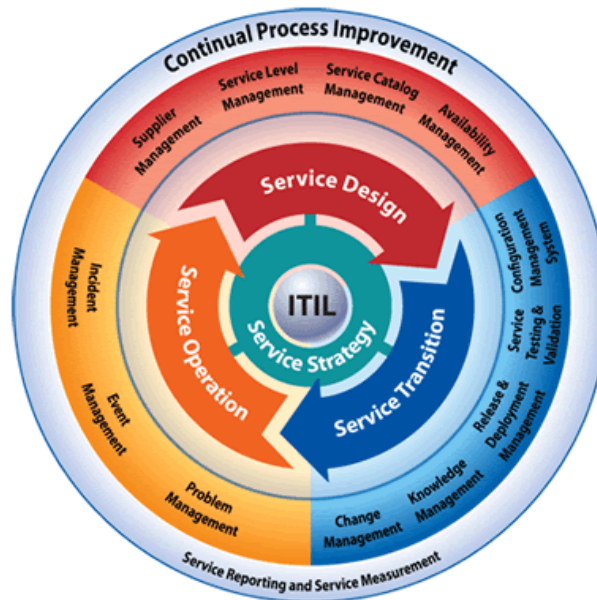 Continual Process Improvement
Supplier
Management
Service Level
Management
Service Catalog
Management
Availability
Management
Configuration
Management
System
Service
Testing &
Validation
Release &
Deployment
Management
Knowledge
Management
Change
Management
Problem
Management
Event
Management
Incident
Management
Service Design
Service Transition
Service Operation
Service Strategy
ITIL
Service Reporting and Service Measurement